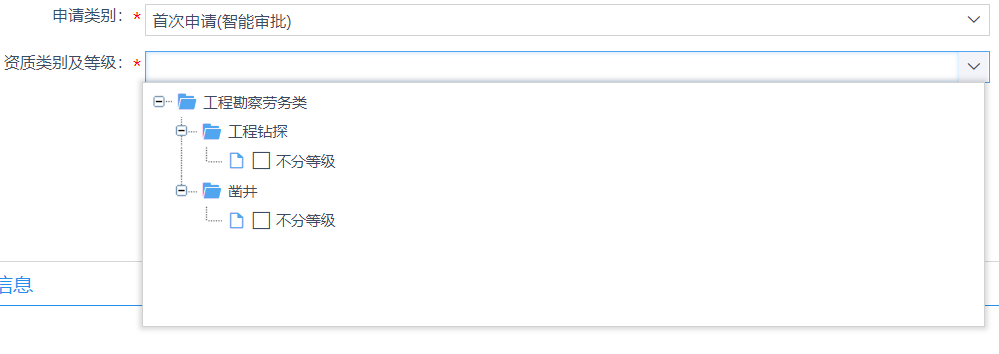 申请类别：* 首次申请(智能审批)
资质类别及等级：*
工程勘察劳务类
工程钻探
不分等级
凿井
不分等级
信息